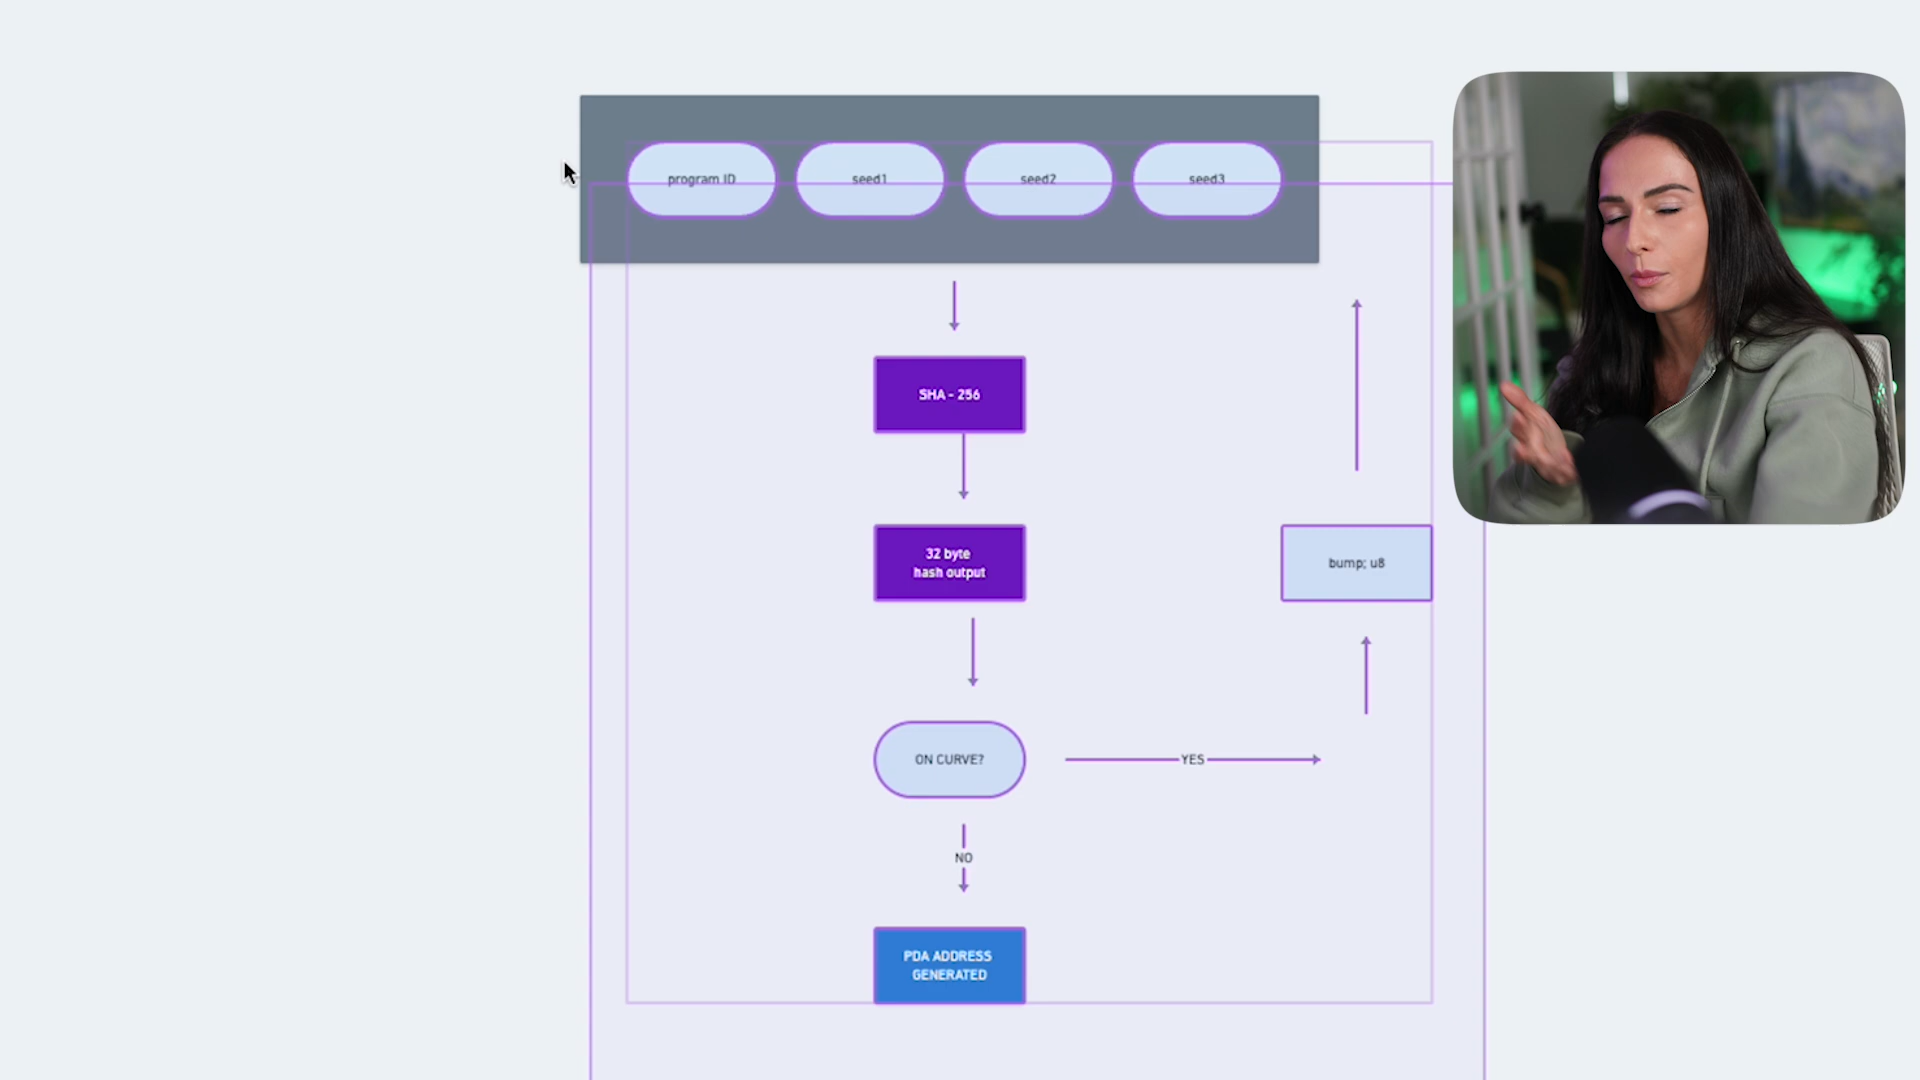 program ID
seed1
seed2
seed3
SHA - 256
32 byte
hash output
bump; u8
ON CURVE?
YES
NO
PDA ADDRESS
GENERATED